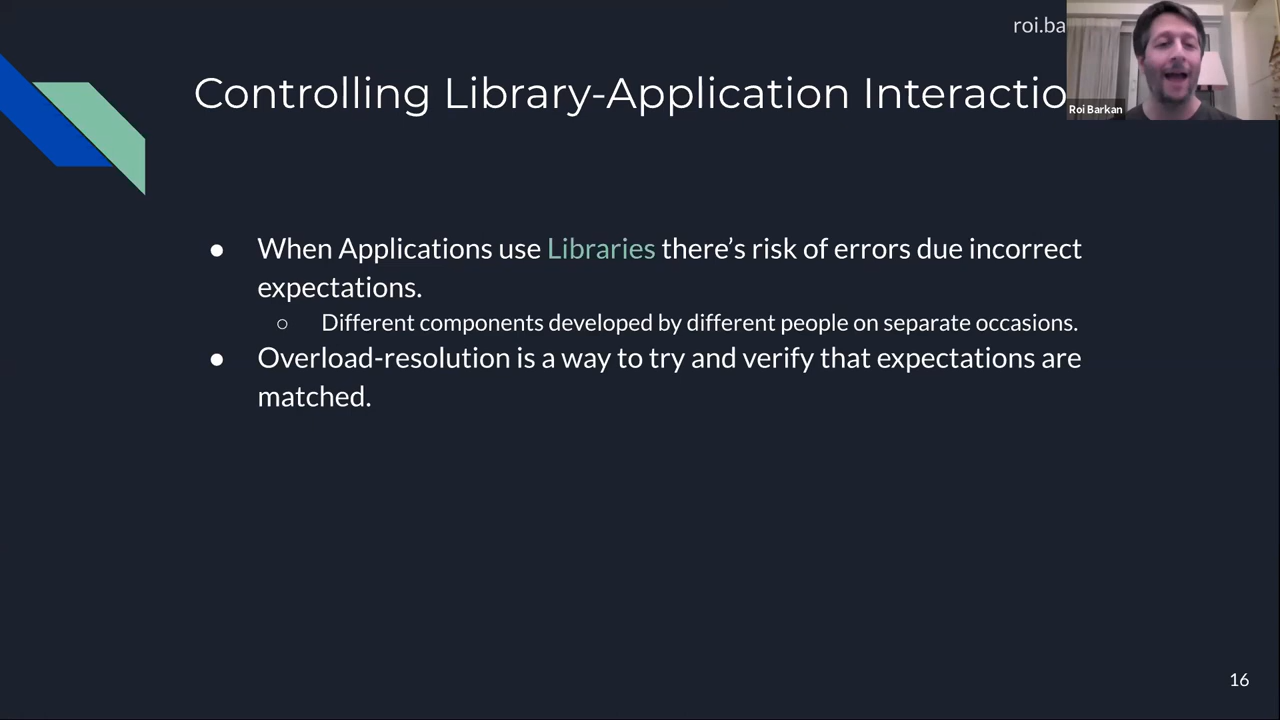 roi.ba
Controlling Library-Application Interactio
Roi Barkan
● When Applications use Libraries there’s risk of errors due incorrect
expectations.
○ Different components developed by different people on separate occasions.
● Overload-resolution is a way to try and verify that expectations are
matched.
16